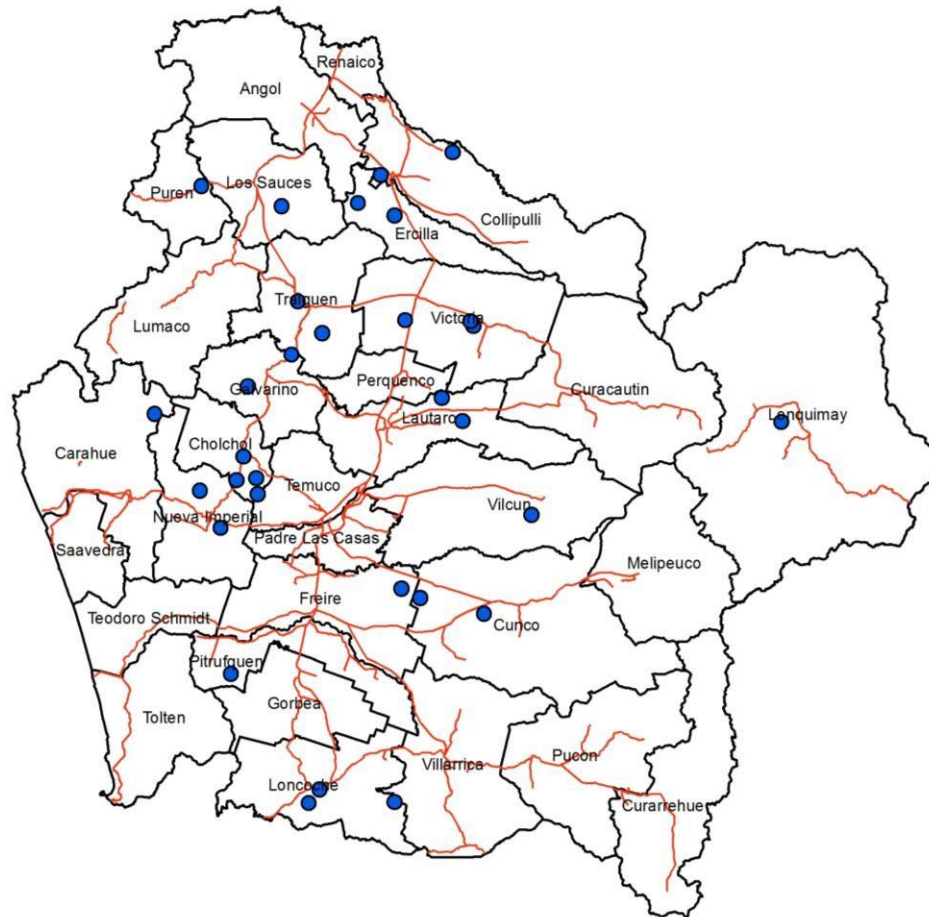 Renaico
Angol
Puren
Los Sauces
Collipulli
Ercilla
Traiguen
Lumaco
Victoria
Perquenco
Galvarino
Curacautin
Lautaro
Lonquimay
Cholchol
Carahue
Temuco
Vilcun
Nueva Imperial
Padre Las Casas
Saavedra
Melipeuco
Freire
Teodoro Schmidt
Cunco
Pitrufquen
Gorbea
Tolten
Pucon
Villarrica
Loncoche
Curarrehue